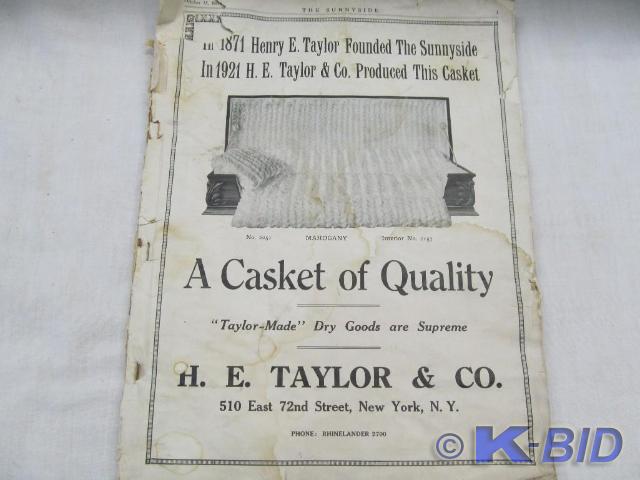 THE SUNNYSIDE
In 1871 Henry E. Taylor Founded The Sunnyside
In 1921 H. E. Taylor & Co. Produced This Casket
MAHOGANY
Interior No.
A Casket of Quality
"Taylor-Made" Dry Goods are Supreme
H. E. TAYLOR & CO.
510 East 72nd Street, New York, N. Y.
PHONE: RHINELANDER 2700
© K-BID